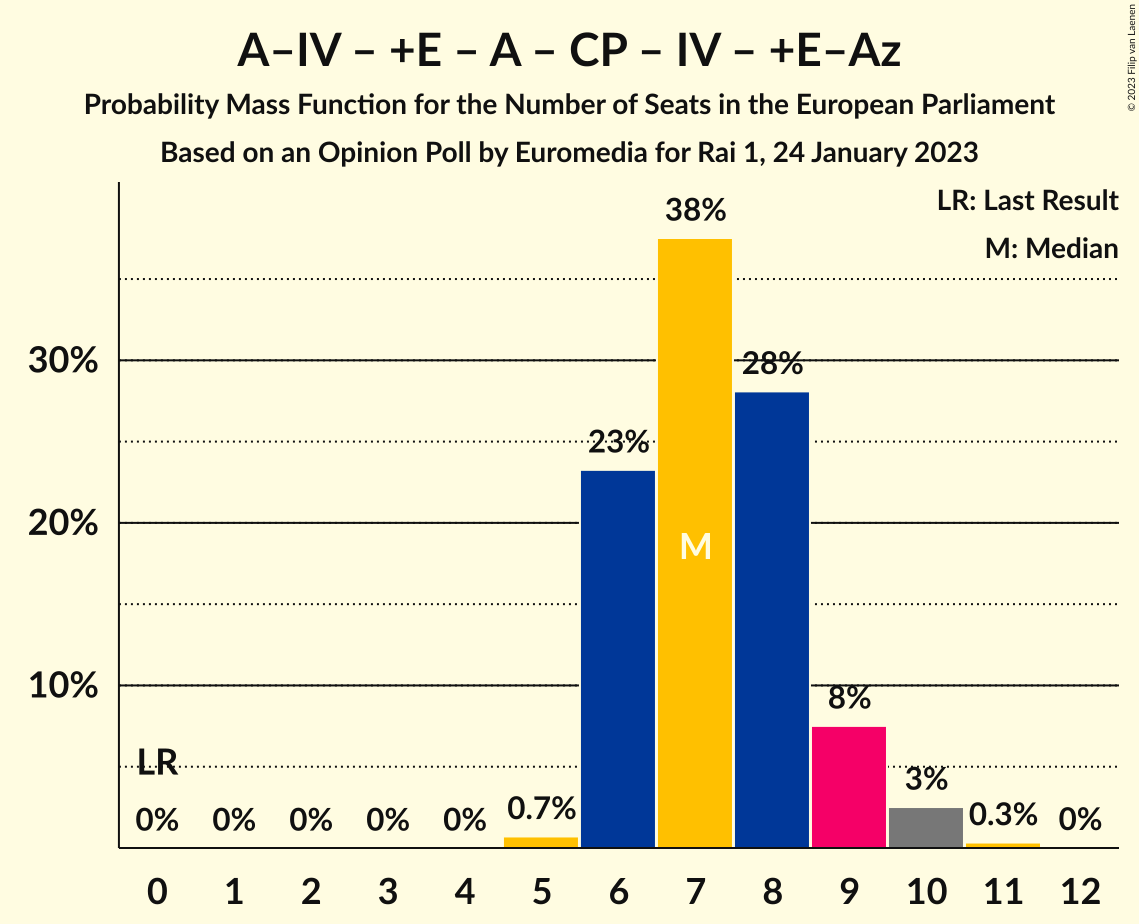 A–IV – +E – A – CP – IV – +E–Az
Probability Mass Function for the Number of Seats in the European Parliament
Based on an Opinion Poll by Euromedia for Rai 1, 24 January 2023
© 2023 Filip van Laenen
LR: Last Result
M: Median
38%
30%
28%
23%
20%
M
10%
8%
LR
3%
0% 0% 0% 0% 0% 0.7% 0.3% 0%
0 1 2 3 4 5 6 7 8 9 10 11 12